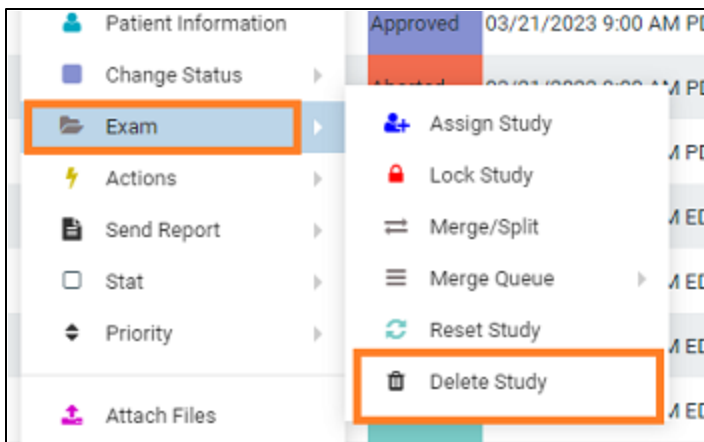 Patient Information
Change Status
Exam
Actions
Send Report
Stat
Priority
Attach Files
Assign Study
Lock Study
Merge/Split
Merge Queue
Reset Study
Delete Study
Approved 03/21/2023 9:00 AM